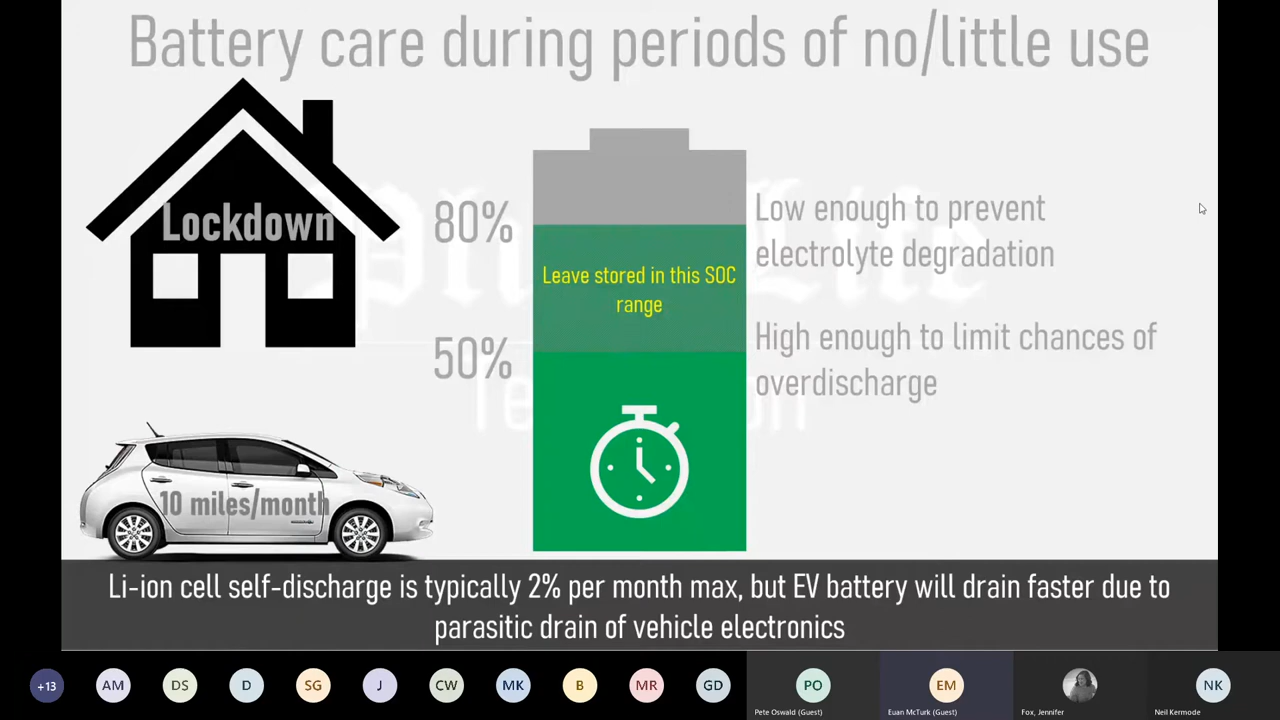 Battery care during periods of no/little use
Lockdown
80%
Low enough to prevent
electrolyte degradation
Leave stored in this SOC
range
50%
High enough to limit chances of
overdischarge
10 miles/month
Li-ion cell self-discharge is typically 2% per month max, but EV battery will drain faster due to
parasitic drain of vehicle electronics
+13
AM
DS
D
SG
J
CW
MK
B
MR
GD
PO
EM
NK
Pete Oswald (Guest)
Euan McTurk (Guest)
Fox, Jennifer
Neil Kermode